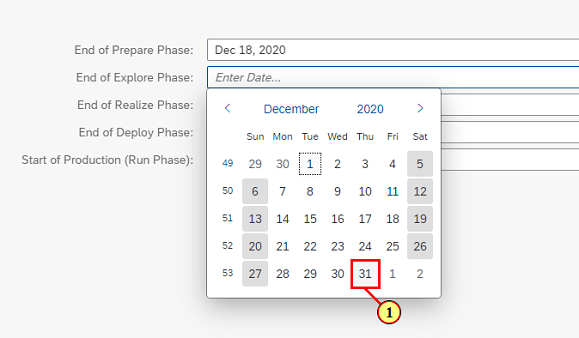 End of Prepare Phase: Dec 18, 2020
End of Explore Phase: Enter Date...
End of Realize Phase:
End of Deploy Phase:
Start of Production (Run Phase):
December 2020
Sun Mon Tue Wed Thu Fri Sat
49 29 30 1 2 3 4 5
50 6 7 8 9 10 11 12
51 13 14 15 16 17 18 19
52 20 21 22 23 24 25 26
53 27 28 29 30 31 1 2
1